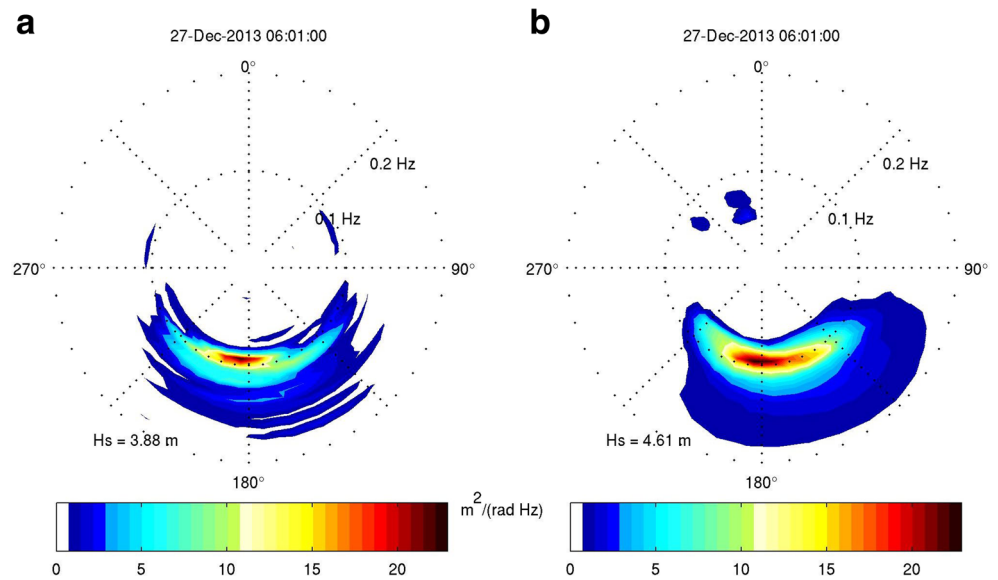 a
b
27-Dec-2013 06:01:00
27-Dec-2013 06:01:00
0°
0°
0.2 Hz
0.2 Hz
0.1 Hz
0.1 Hz
270°
90°
270°
90°
Hs = 3.88 m
Hs = 4.61 m
180°
180°
m²/(rad Hz)
0 5 10 15 20
0 5 10 15 20